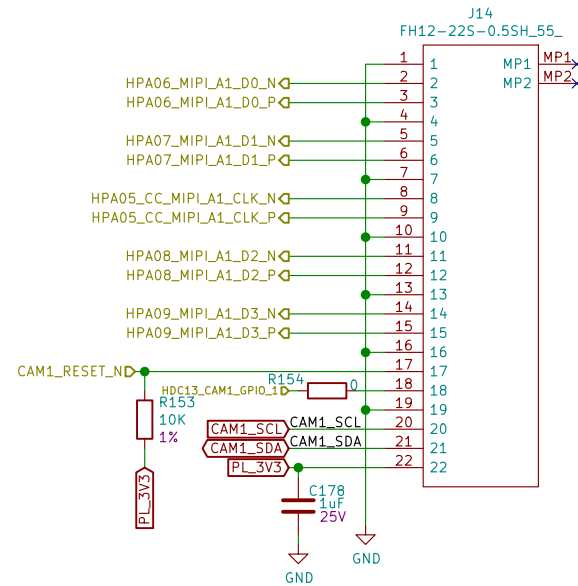 J14
FH12-22S-0.5SH_55_
1 1 MP1 MP1
HPA06_MIPI_A1_D0_N 2 2 MP2 MP2
HPA06_MIPI_A1_D0_P 3 3
4 4
HPA07_MIPI_A1_D1_N 5 5
HPA07_MIPI_A1_D1_P 6 6
7 7
HPA05_CC_MIPI_A1_CLK_N 8 8
HPA05_CC_MIPI_A1_CLK_P 9 9
10 10
HPA08_MIPI_A1_D2_N 11 11
HPA08_MIPI_A1_D2_P 12 12
13 13
HPA09_MIPI_A1_D3_N 14 14
HPA09_MIPI_A1_D3_P 15 15
16 16
CAM1_RESET_N 17 17
R154 0
HDC13_CAM1_GPIO_1 18 18
R153
10K
1%
19 19
CAM1_SCL CAM1_SCL 20 20
CAM1_SDA CAM1_SDA 21 21
PL_3V3 22 22
PL_3V3
C178
1uF
25V
GND
GND